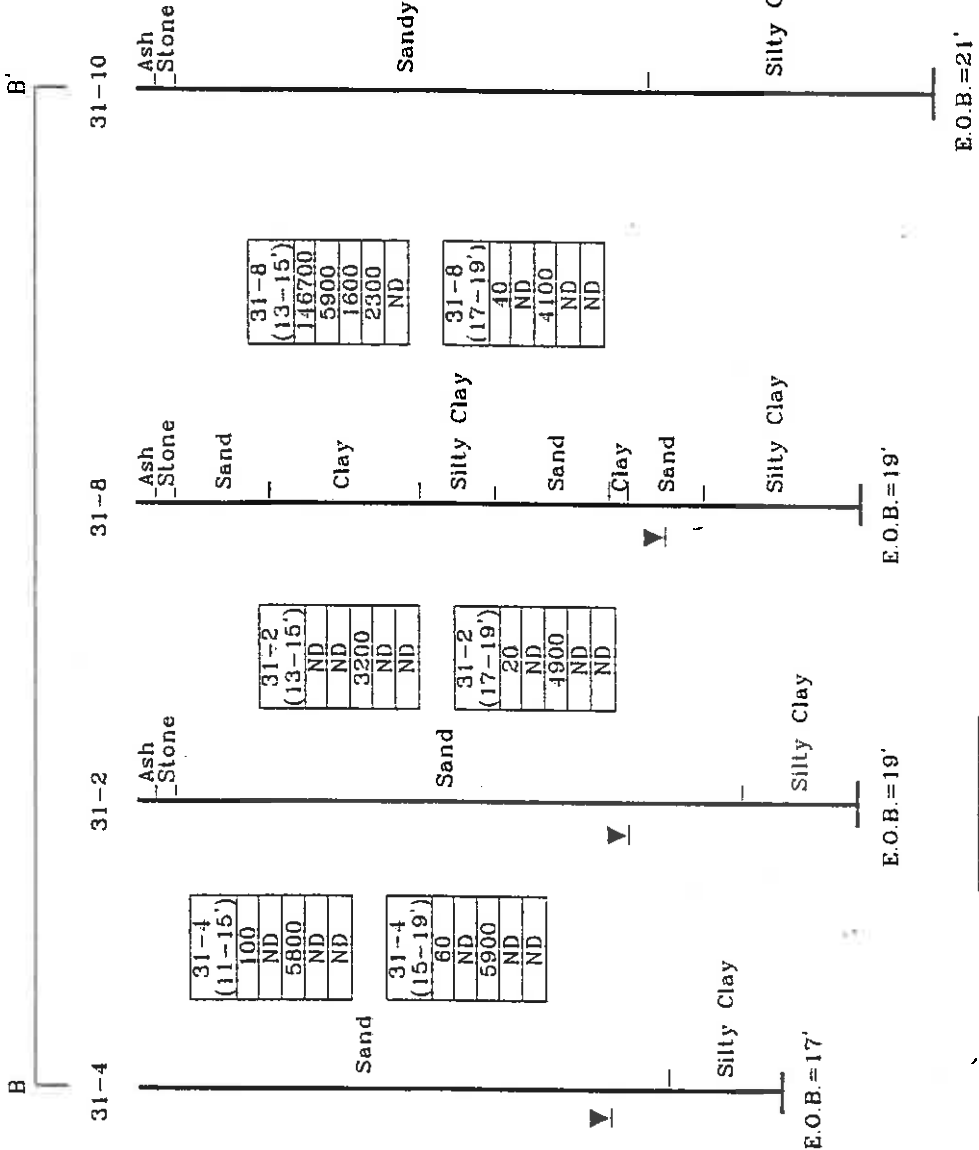 B
B'
31-4
Sand
Silty Clay
E.O.B.=17'
31-4
(11-15')
100
ND
5800
ND
ND
31-4
(15-19')
60
ND
5900
ND
ND
31-2
Ash
Stone
Sand
Silty Clay
E.O.B.=19'
31-2
(13-15')
ND
ND
3200
ND
ND
31-2
(17-19')
20
ND
4900
ND
ND
31-8
Ash
Stone
Sand
Clay
Silty Clay
Sand
Clay
Sand
Silty Clay
E.O.B.=19'
31-8
(13-15')
146700
5900
1600
2300
ND
31-8
(17-19')
40
ND
4100
ND
ND
31-10
Ash
Stone
Sandy
Silty
E.O.B.=21'